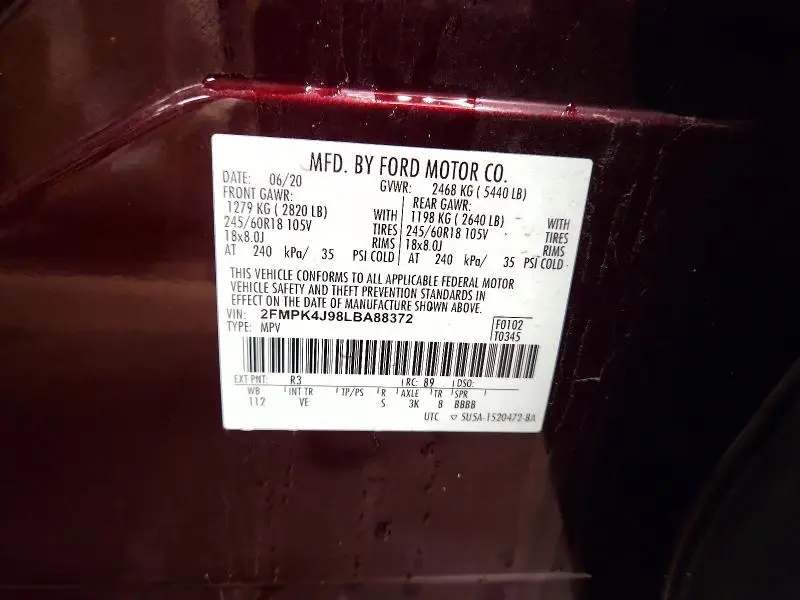 MFD. BY FORD MOTOR CO.
DATE: 06/20 GVWR: 2468 KG ( 5440 LB)
FRONT GAWR: REAR GAWR:
1279 KG ( 2820 LB) WITH 1198 KG ( 2640 LB) WITH
245/60R18 105V TIRES 245/60R18 105V TIRES
18x8.0J RIMS 18x8.0J RIMS
AT 240 kPa/ 35 PSI COLD AT 240 kPa/ 35 PSI COLD
THIS VEHICLE CONFORMS TO ALL APPLICABLE FEDERAL MOTOR
VEHICLE SAFETY AND THEFT PREVENTION STANDARDS IN
EFFECT ON THE DATE OF MANUFACTURE SHOWN ABOVE.
VIN: 2FMPK4J98LBA88372 F0102
TYPE: MPV T0345
EXT PNT: R3 RC: 89 DSO:
WB INT TR TP/PS R AXLE TR SPR
112 VE S 3K 8 BBBB
UTC ▽ 5U5A-1520472-BA